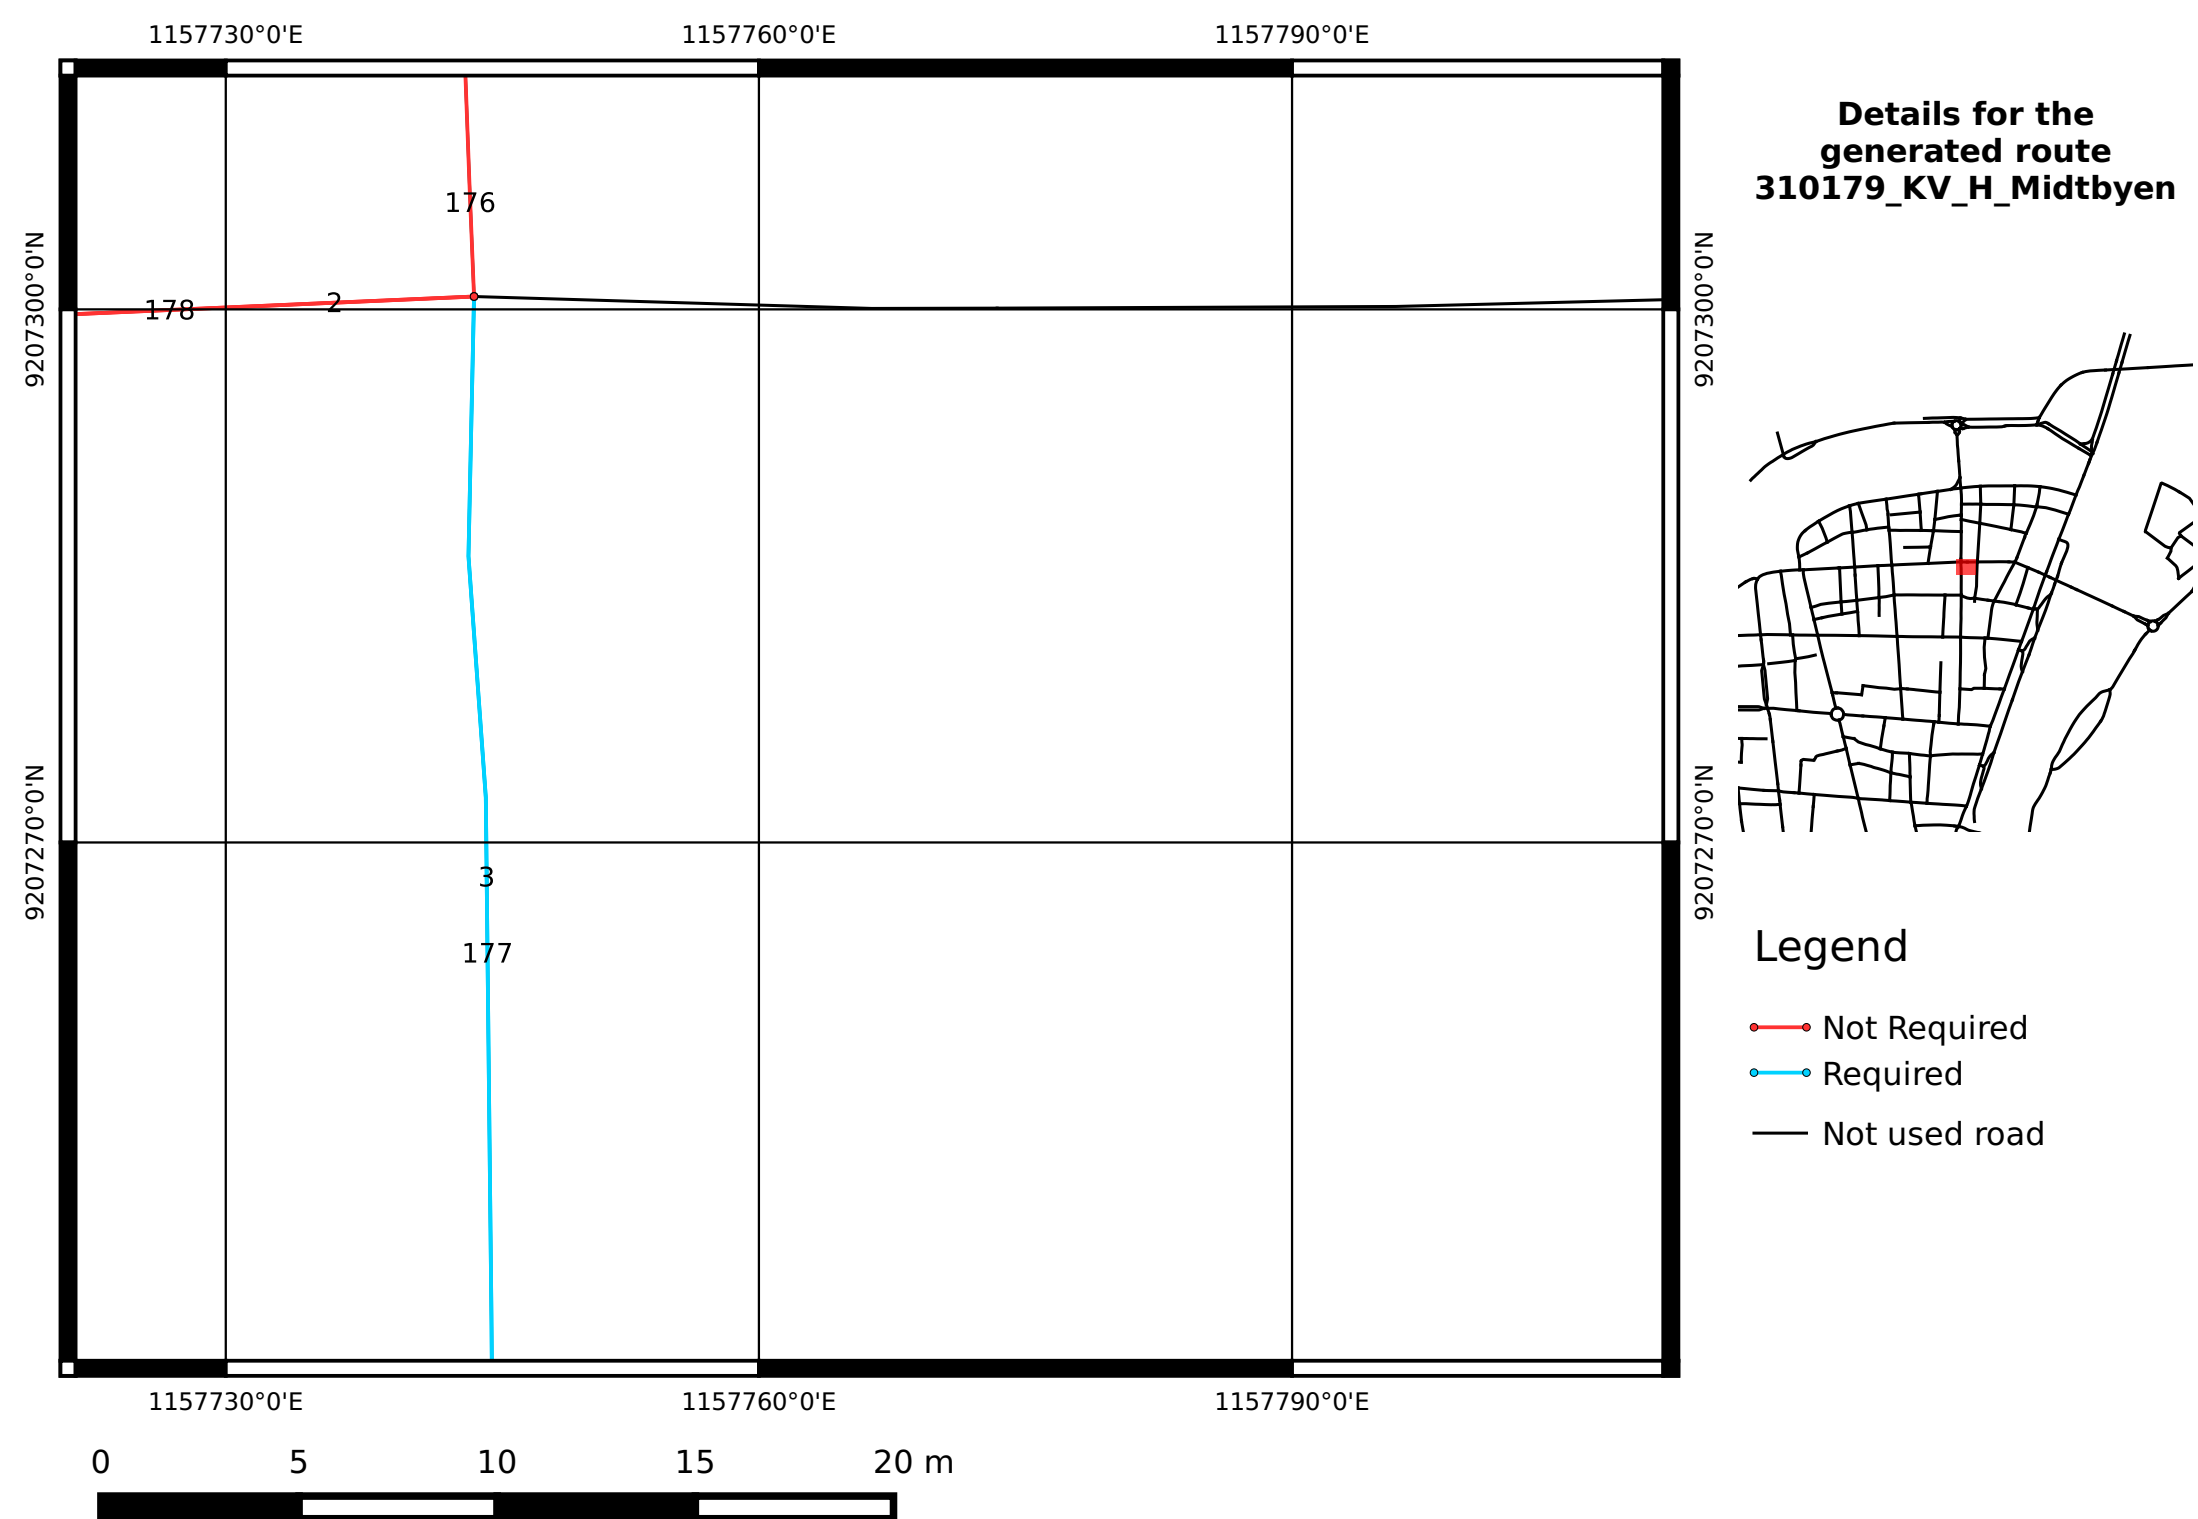 1157730°0'E 1157760°0'E 1157790°0'E
Details for the
generated route
310179_KV_H_Midtbyen
176
9207300°0'N
9207300°0'N
178
2
9207270°0'N
9207270°0'N
3
177
Legend
Not Required
Required
Not used road
1157730°0'E 1157760°0'E 1157790°0'E
0 5 10 15 20 m